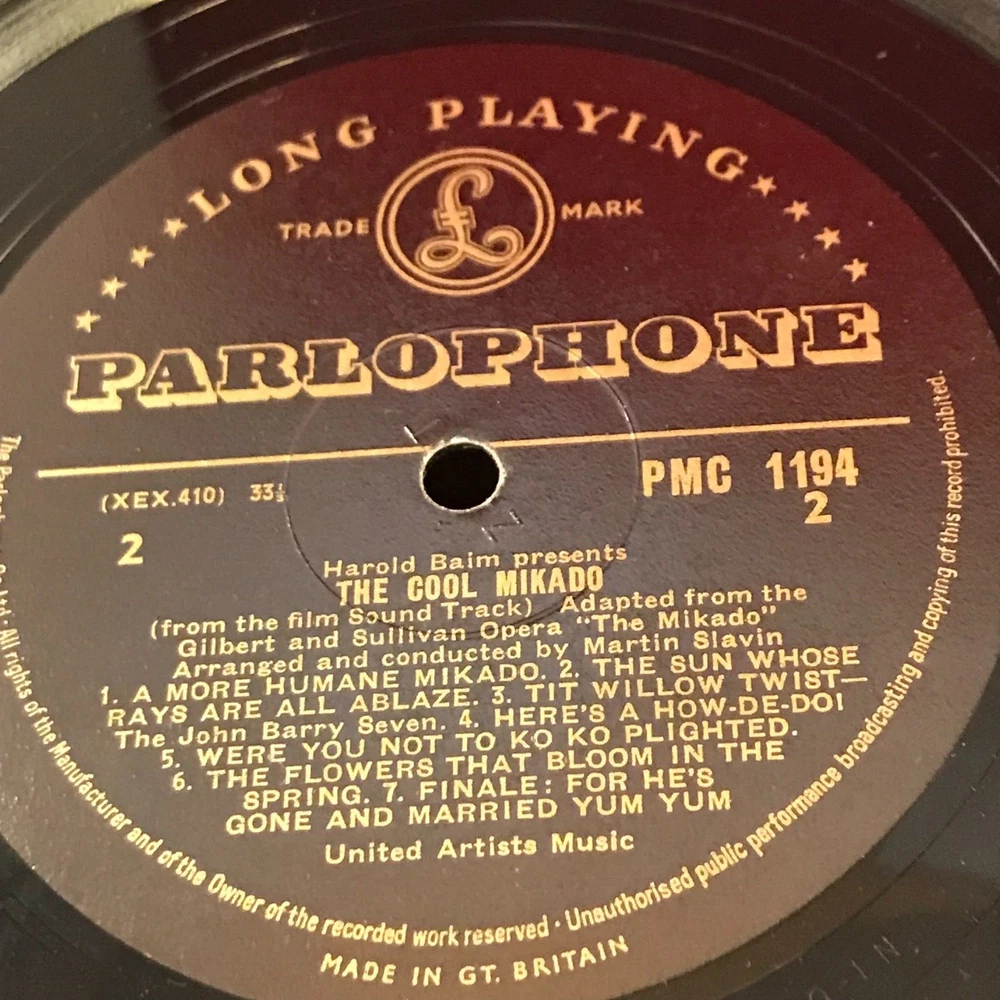 LONG PLAYING
TRADE £ MARK
PARLOPHONE
(XEX.410) 33⅓
PMC 1194
2
2
Harold Baim presents
THE COOL MIKADO
(from the film Sound Track) Adapted from the
Gilbert and Sullivan Opera "The Mikado"
Arranged and conducted by Martin Slavin
1. A MORE HUMANE MIKADO. 2. THE SUN WHOSE
RAYS ARE ALL ABLAZE. 3. TIT WILLOW TWIST—
The John Barry Seven. 4. HERE'S A HOW-DE-DO!
5. WERE YOU NOT TO KO KO PLIGHTED.
6. THE FLOWERS THAT BLOOM IN THE
SPRING. 7. FINALE: FOR HE'S
GONE AND MARRIED YUM YUM
United Artists Music
The · All rights of the Manufacturer and of the Owner of the recorded work reserved · Unauthorised public performance broadcasting and copying of this record prohibited.
MADE IN GT. BRITAIN